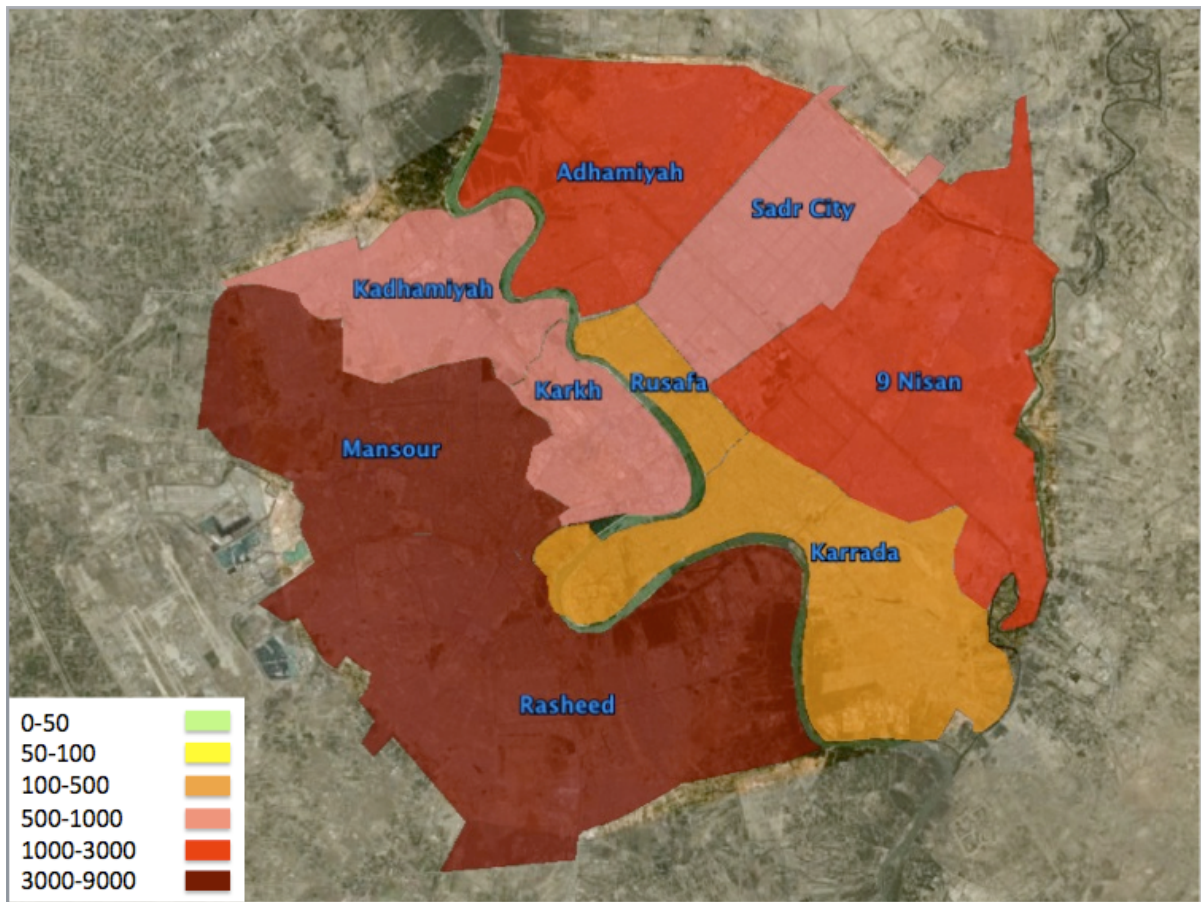 Adhamiyah
Sadr City
Kadhamiyah
Karkh
Rusafa
9 Nisan
Mansour
Karrada
Rasheed
0-50
50-100
100-500
500-1000
1000-3000
3000-9000